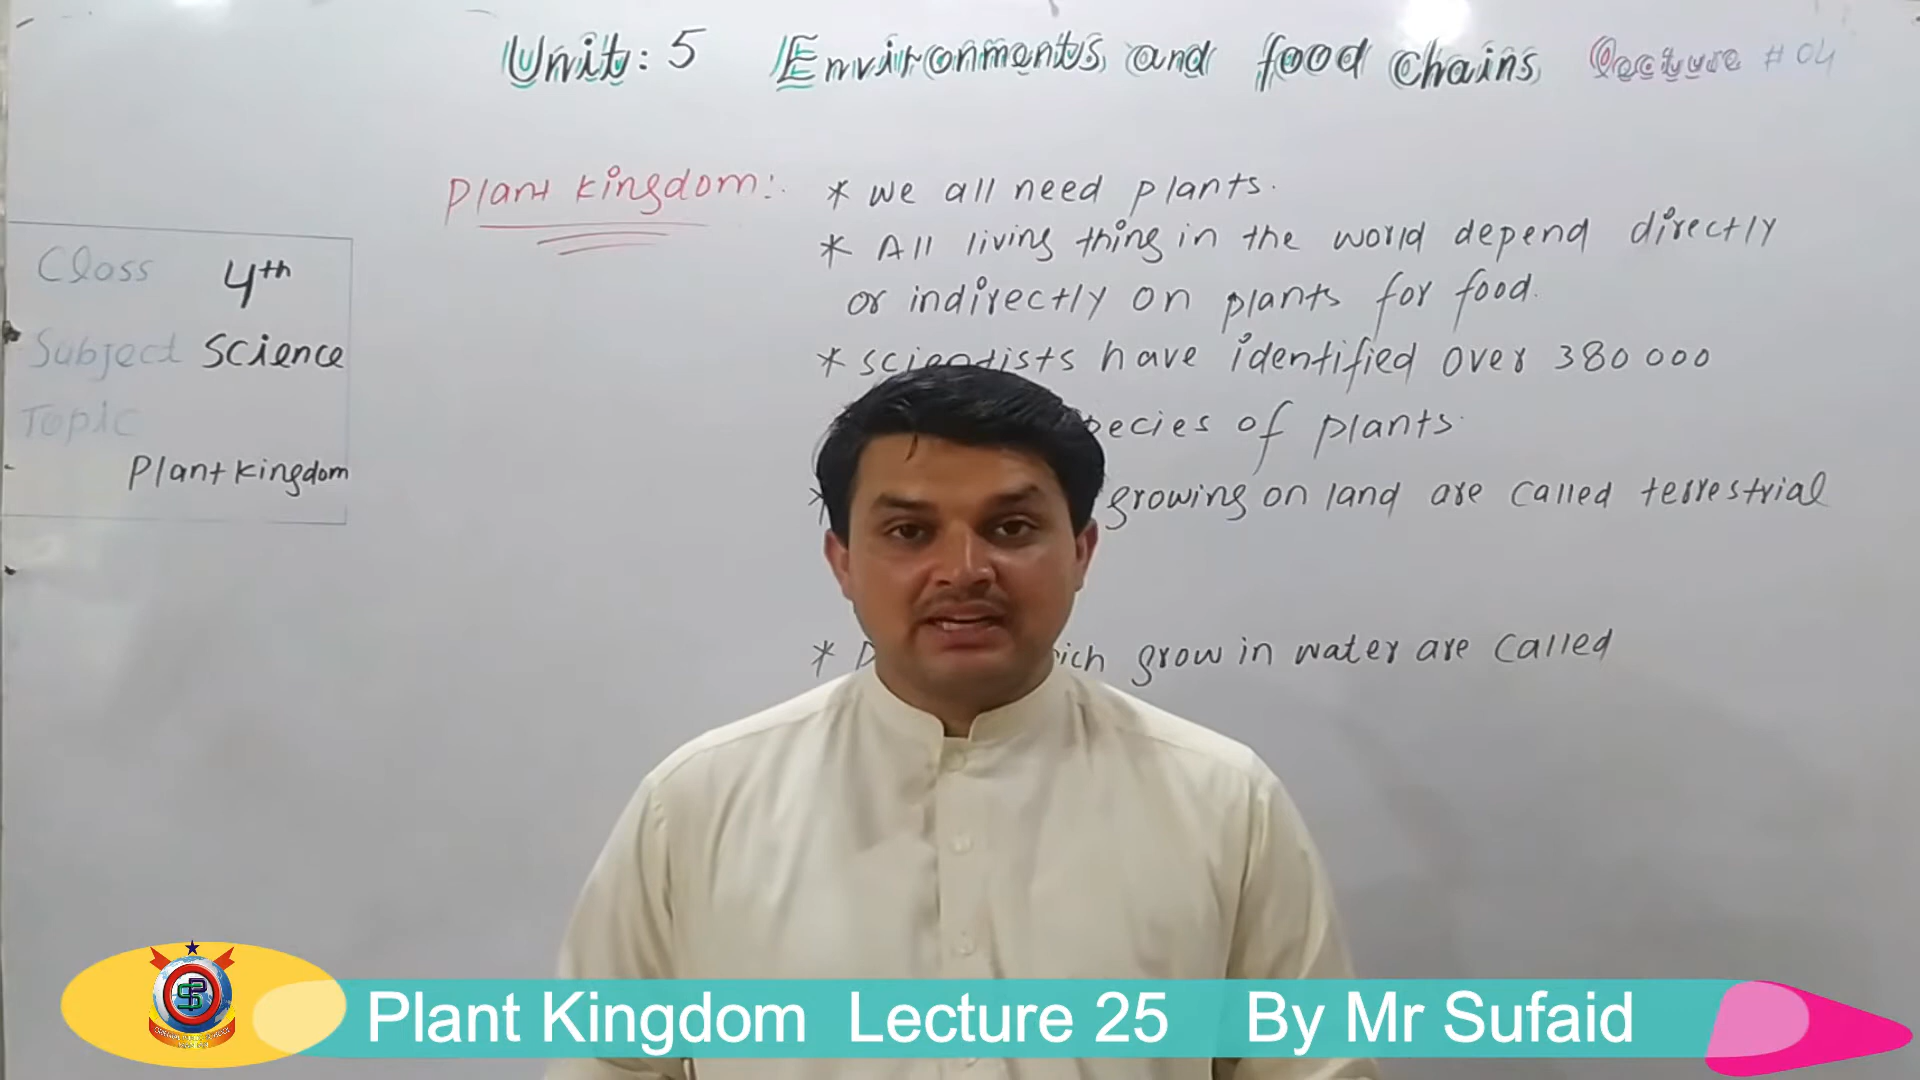 Unit: 5 Environments and food chains Lecture # 04
Plant kingdom:
* we all need plants.
* All living thing in the world depend directly
or indirectly on plants for food.
* scientists have identified over 380 000
species of plants.
* growing on land are called terrestrial
* which grow in water are called
Class 4th
Subject Science
Topic
Plant kingdom
Plant Kingdom Lecture 25 By Mr Sufaid